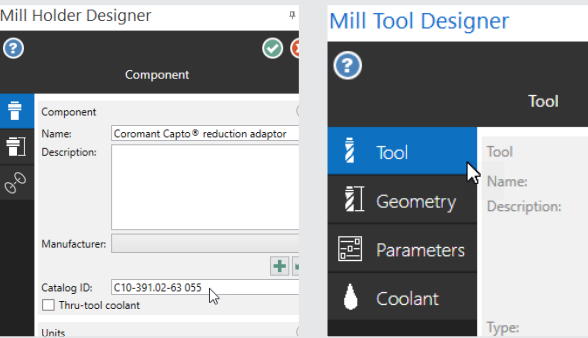 Mill Holder Designer
Component
Component
Name: Coromant Capto® reduction adaptor
Description:
Manufacturer:
Catalog ID: C10-391.02-63 055
Thru-tool coolant
Units
Mill Tool Designer
Tool
Tool
Geometry
Parameters
Coolant
Tool
Name:
Description:
Type: